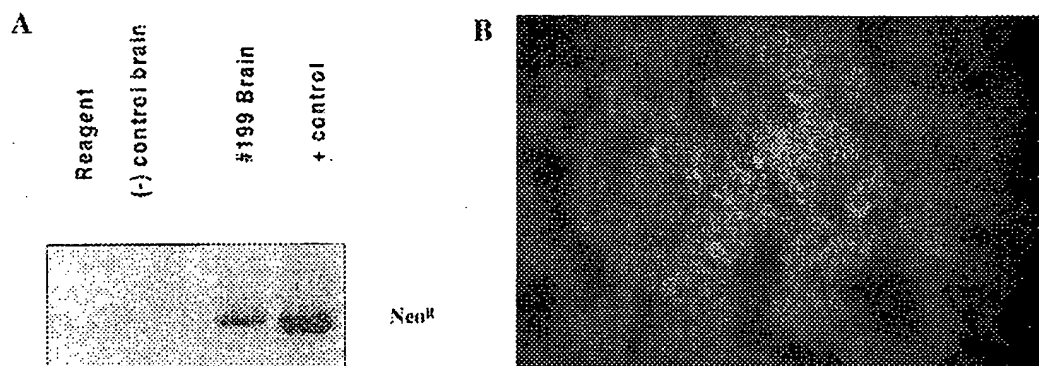 A
B
Reagent
(-) control brain
#199 Brain
+ control
Neoᴿ